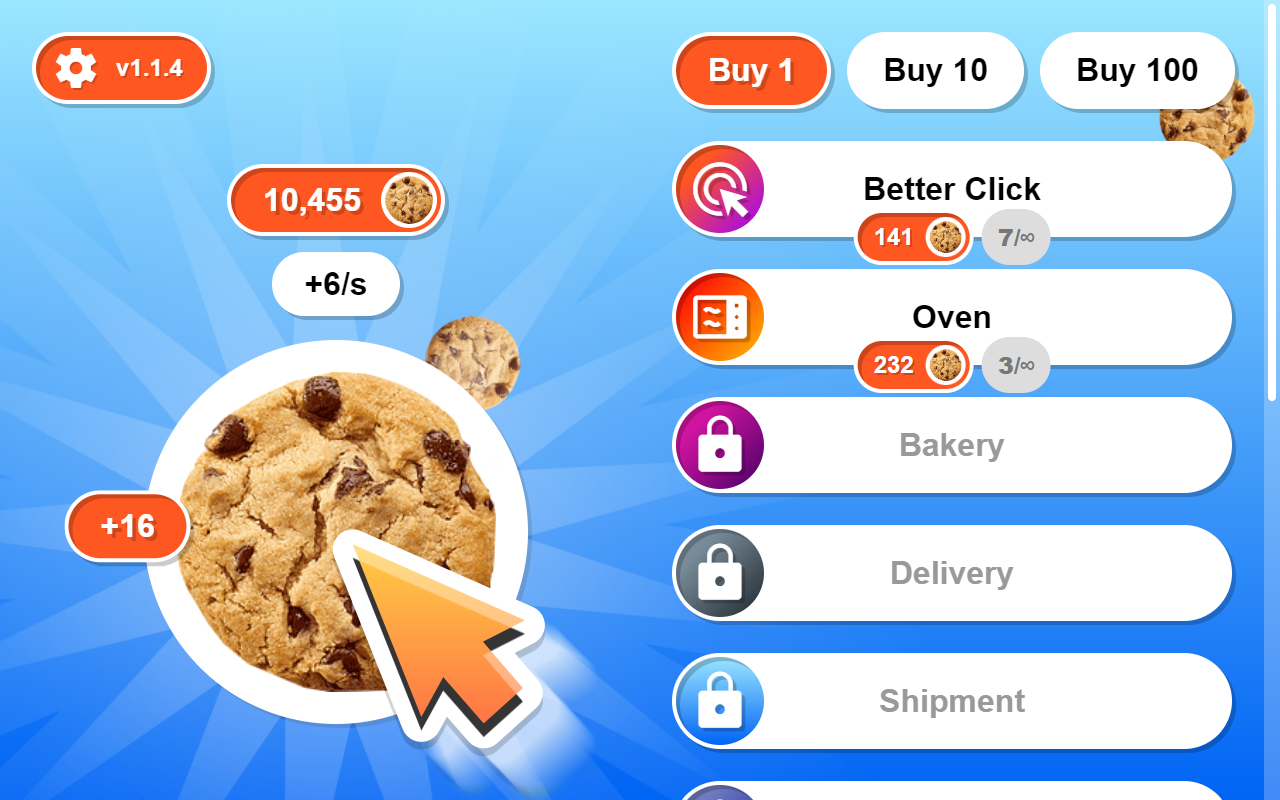 v1.1.4
10,455
+6/s
+16
Buy 1
Buy 10
Buy 100
Better Click
141
7/∞
Oven
232
3/∞
Bakery
Delivery
Shipment